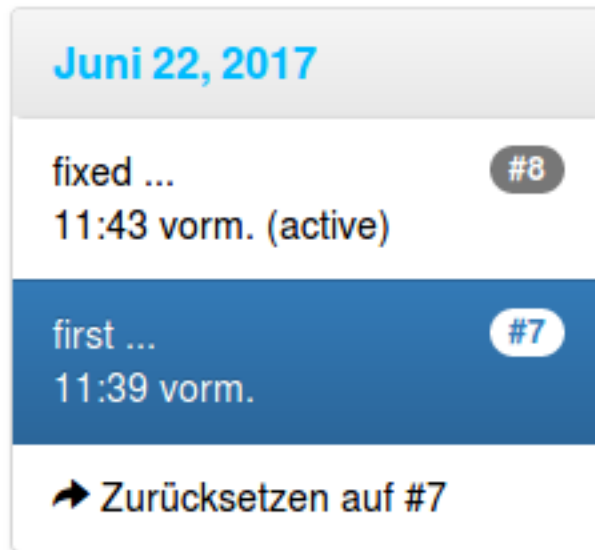 Juni 22, 2017
fixed ... #8
11:43 vorm. (active)
first ... #7
11:39 vorm.
Zurücksetzen auf #7